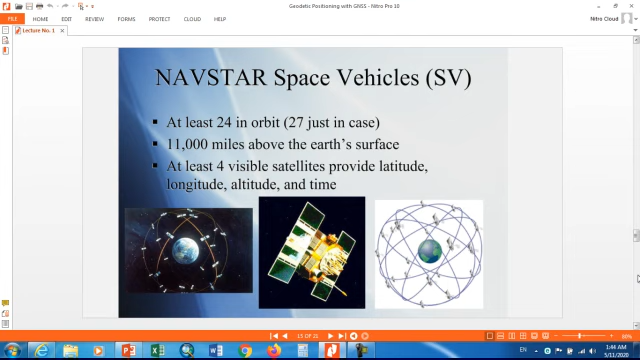 Geodetic Positioning with GNSS - Nitro Pro 10
FILE HOME EDIT REVIEW FORMS PROTECT CLOUD HELP
Nitro Cloud
Lecture No. 1
NAVSTAR Space Vehicles (SV)
At least 24 in orbit (27 just in case)
11,000 miles above the earth's surface
At least 4 visible satellites provide latitude,
longitude, altitude, and time
15 OF 21
EN
1:44 AM
5/11/2020